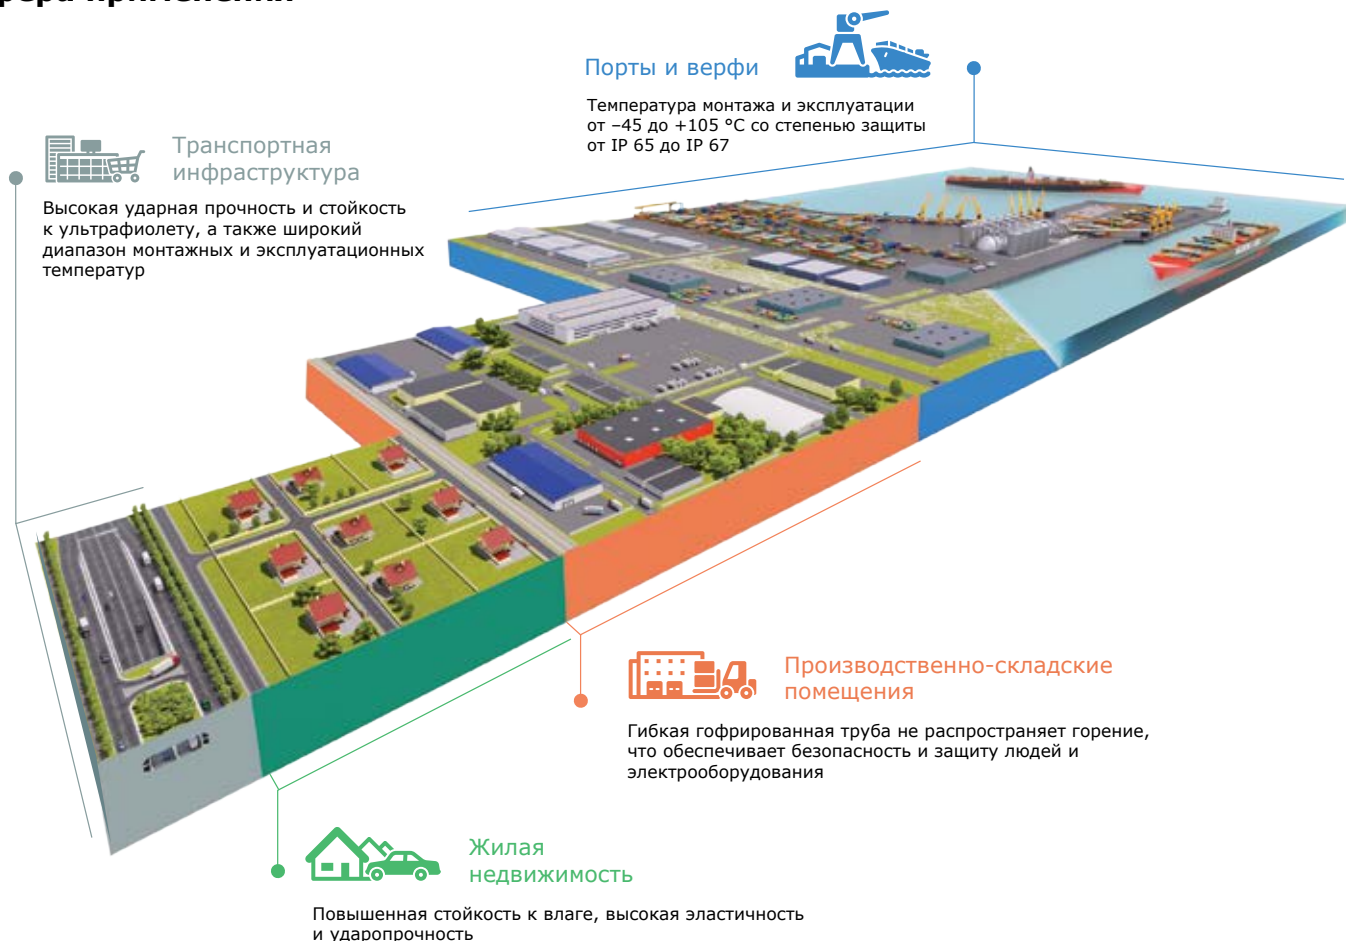 Порты и верфи
Температура монтажа и эксплуатации
от –45 до +105 °C со степенью защиты
от IP 65 до IP 67
Транспортная
инфраструктура
Высокая ударная прочность и стойкость
к ультрафиолету, а также широкий
диапазон монтажных и эксплуатационных
температур
Производственно-складские
помещения
Гибкая гофрированная труба не распространяет горение,
что обеспечивает безопасность и защиту людей и
электрооборудования
Жилая
недвижимость
Повышенная стойкость к влаге, высокая эластичность
и ударопрочность